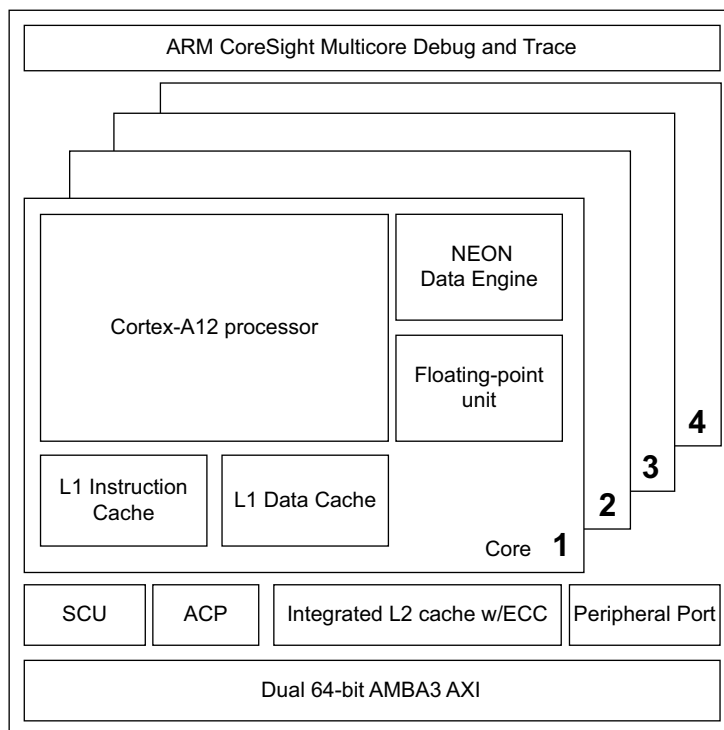 ARM CoreSight Multicore Debug and Trace
NEON
Data Engine
Cortex-A12 processor
Floating-point
unit
4
3
L1 Instruction
Cache
L1 Data Cache
2
Core 1
SCU
ACP
Integrated L2 cache w/ECC
Peripheral Port
Dual 64-bit AMBA3 AXI